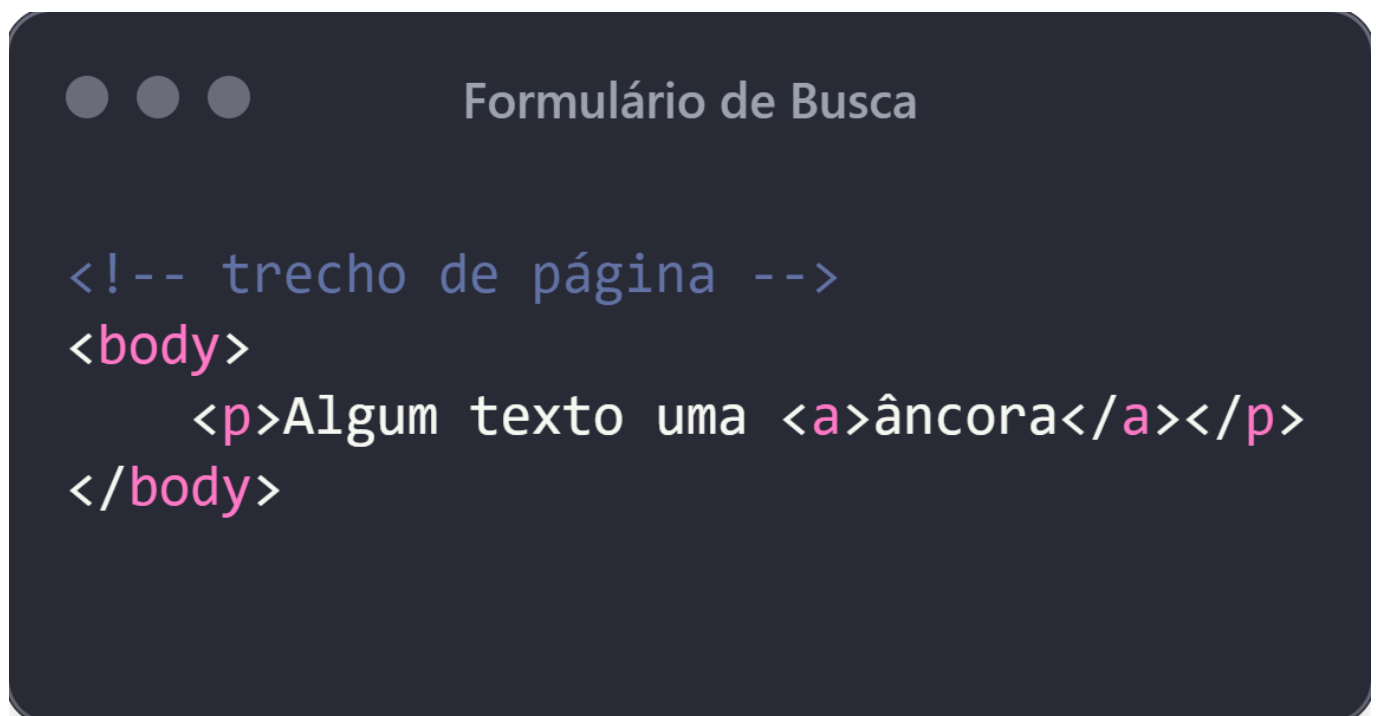 Formulário de Busca
<!-- trecho de página -->
<body>
    <p>Algum texto uma <a>âncora</a></p>
</body>